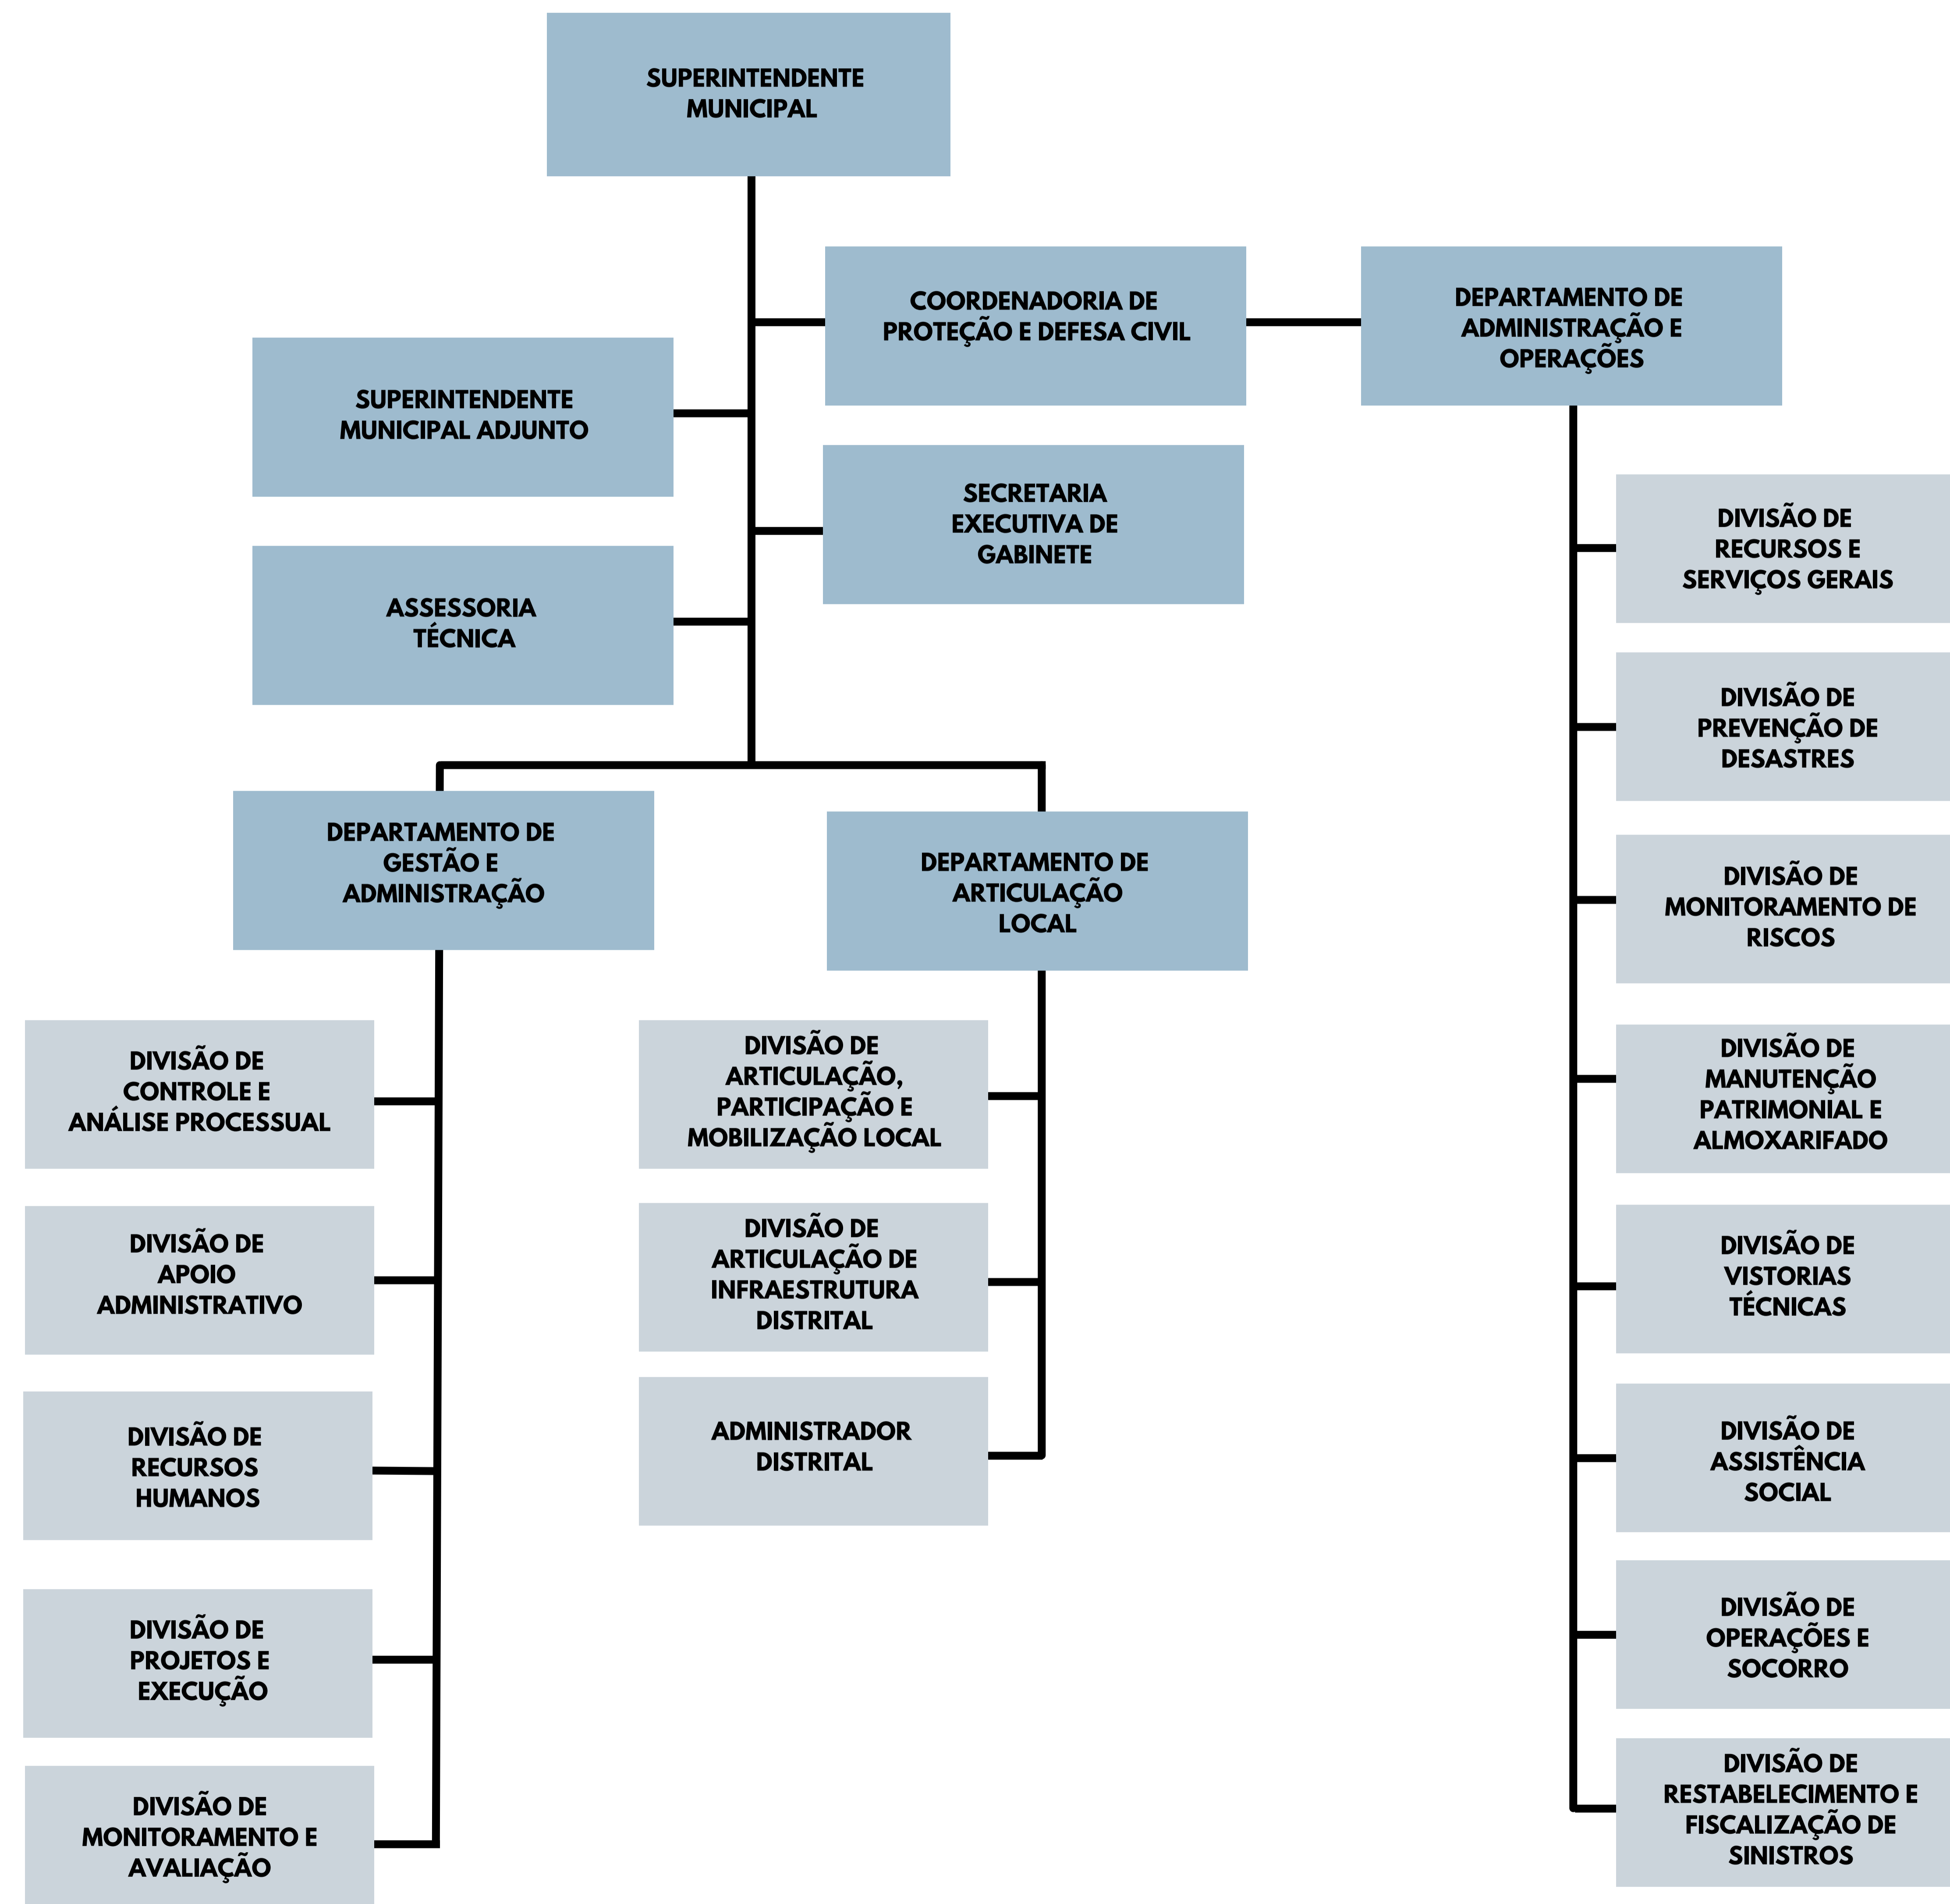 SUPERINTENDENTE
MUNICIPAL
COORDENADORIA DE
PROTEÇÃO E DEFESA CIVIL
DEPARTAMENTO DE
ADMINISTRAÇÃO E
OPERAÇÕES
SUPERINTENDENTE
MUNICIPAL ADJUNTO
SECRETARIA
EXECUTIVA DE
GABINETE
ASSESSORIA
TÉCNICA
DEPARTAMENTO DE
GESTÃO E
ADMINISTRAÇÃO
DEPARTAMENTO DE
ARTICULAÇÃO
LOCAL
DIVISÃO DE
CONTROLE E
ANÁLISE PROCESSUAL
DIVISÃO DE
APOIO
ADMINISTRATIVO
DIVISÃO DE
RECURSOS
HUMANOS
DIVISÃO DE
PROJETOS E
EXECUÇÃO
DIVISÃO DE
MONITORAMENTO E
AVALIAÇÃO
DIVISÃO DE
ARTICULAÇÃO,
PARTICIPAÇÃO E
MOBILIZAÇÃO LOCAL
DIVISÃO DE
ARTICULAÇÃO DE
INFRAESTRUTURA
DISTRITAL
ADMINISTRADOR
DISTRITAL
DIVISÃO DE
RECURSOS E
SERVIÇOS GERAIS
DIVISÃO DE
PREVENÇÃO DE
DESASTRES
DIVISÃO DE
MONITORAMENTO DE
RISCOS
DIVISÃO DE
MANUTENÇÃO
PATRIMONIAL E
ALMOXARIFADO
DIVISÃO DE
VISTORIAS
TÉCNICAS
DIVISÃO DE
ASSISTÊNCIA
SOCIAL
DIVISÃO DE
OPERAÇÕES E
SOCORRO
DIVISÃO DE
RESTABELECIMENTO E
FISCALIZAÇÃO DE
SINISTROS